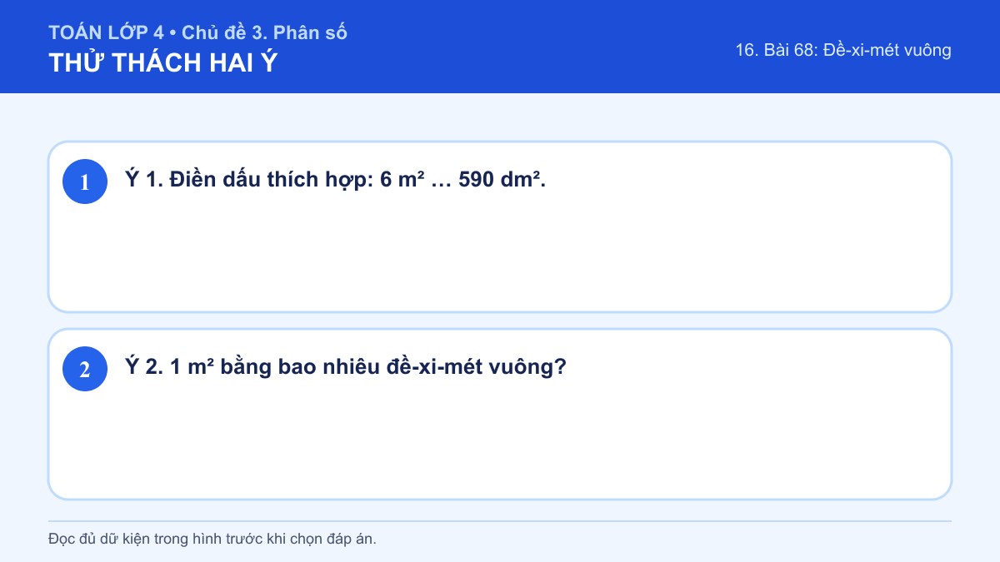 TOÁN LỚP 4 • Chủ đề 3. Phân số
THỬ THÁCH HAI Ý
16. Bài 68: Đề-xi-mét vuông
1
Ý 1. Điền dấu thích hợp: 6 m² … 590 dm².
2
Ý 2. 1 m² bằng bao nhiêu đề-xi-mét vuông?
Đọc đủ dữ kiện trong hình trước khi chọn đáp án.